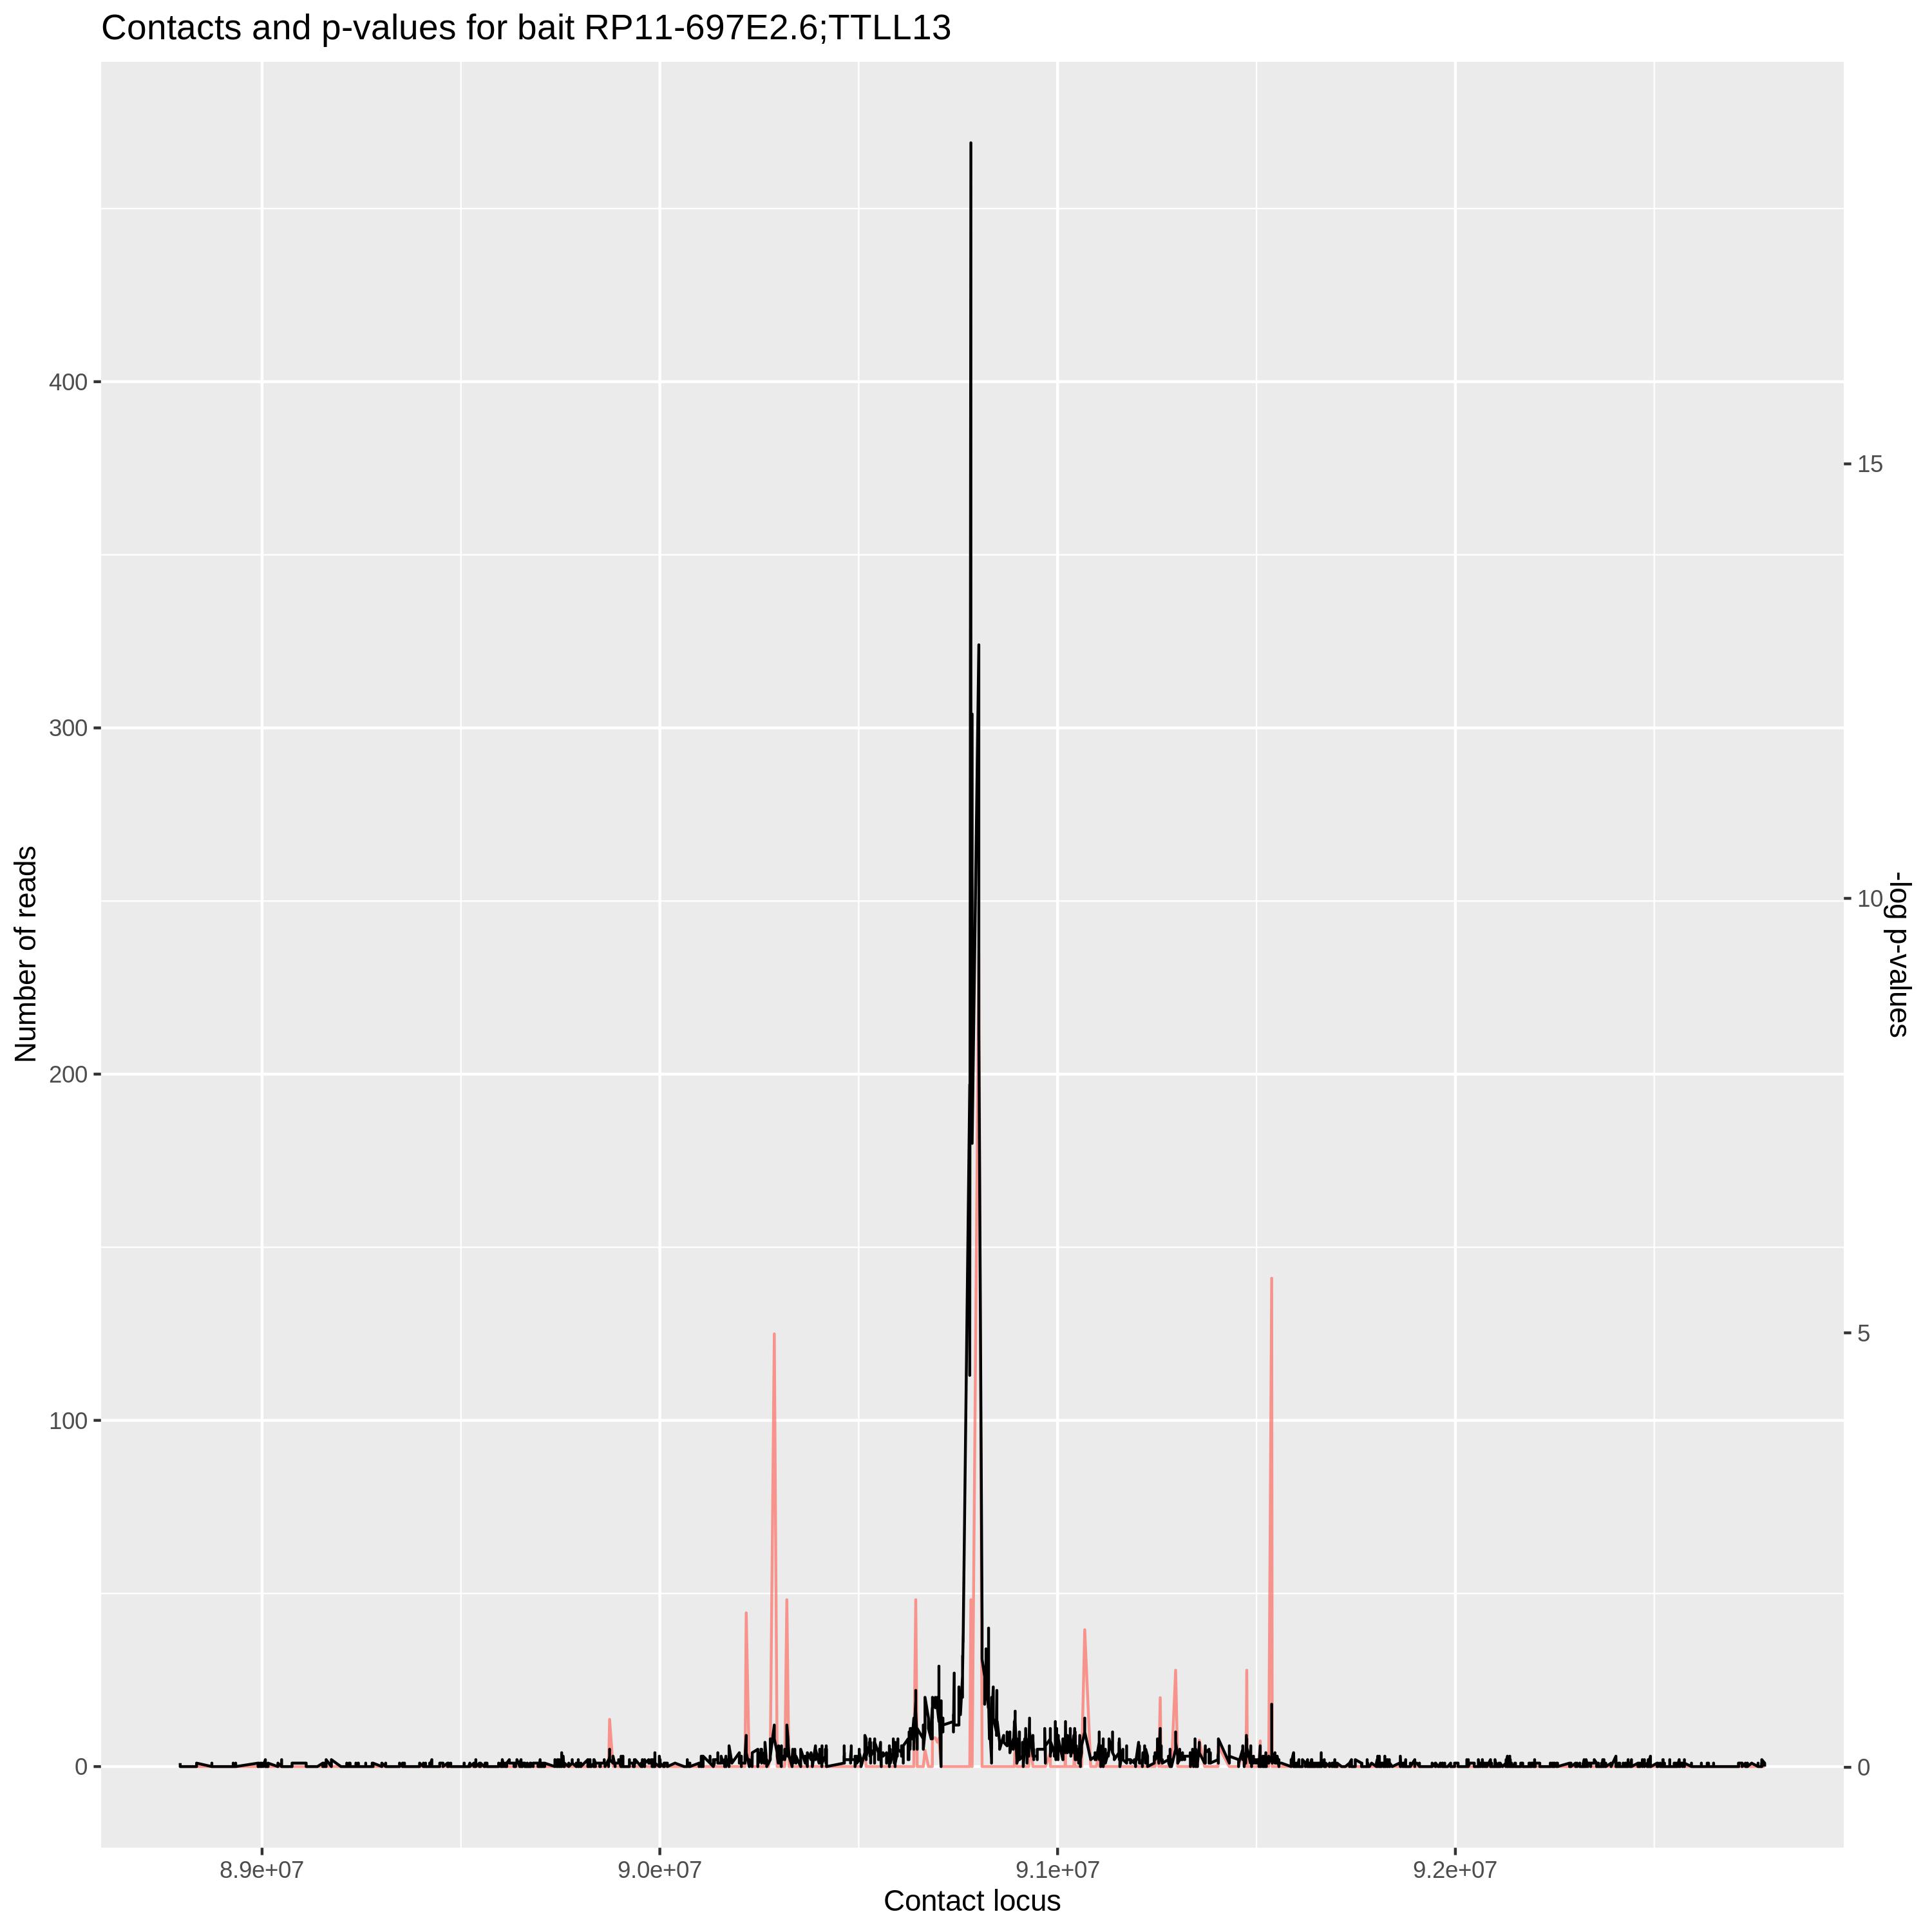 Contacts and p-values for bait RP11-697E2.6;TTLL13
400
300
200
100
0
Number of reads
15
10
5
0
-log p-values
8.9e+07
9.0e+07
9.1e+07
9.2e+07
Contact locus